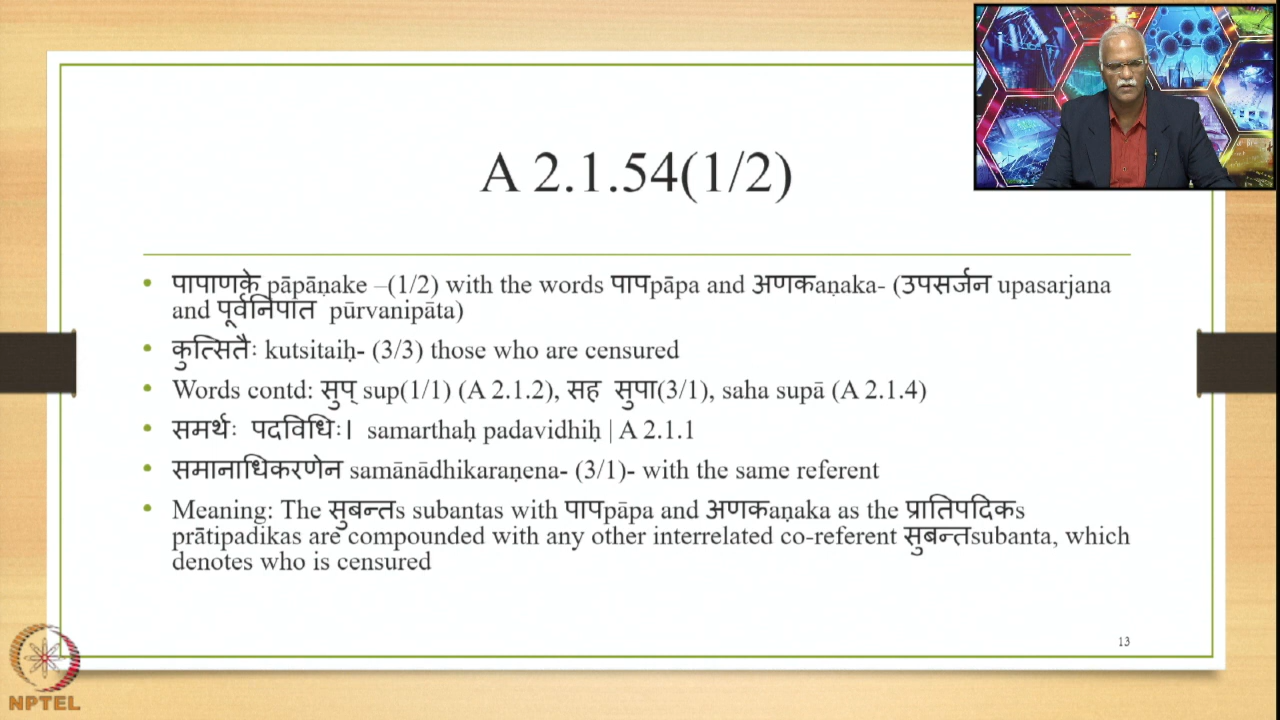 A 2.1.54(1/2)
पापाणके pāpāṇake –(1/2) with the words पापpāpa and अणकaṇaka- (उपसर्जन upasarjana
and पूर्वनिपात pūrvanipāta)
कुत्सितैः kutsitaiḥ- (3/3) those who are censured
Words contd: सुप् sup(1/1) (A 2.1.2), सह सुपा(3/1), saha supā (A 2.1.4)
समर्थः पदविधिः। samarthaḥ padavidhiḥ | A 2.1.1
समानाधिकरणेन samānādhikaraṇena- (3/1)- with the same referent
Meaning: The सुबन्तs subantas with पापpāpa and अणकaṇaka as the प्रातिपदिकs
prātipadikas are compounded with any other interrelated co-referent सुबन्तsubanta, which
denotes who is censured
13
NPTEL